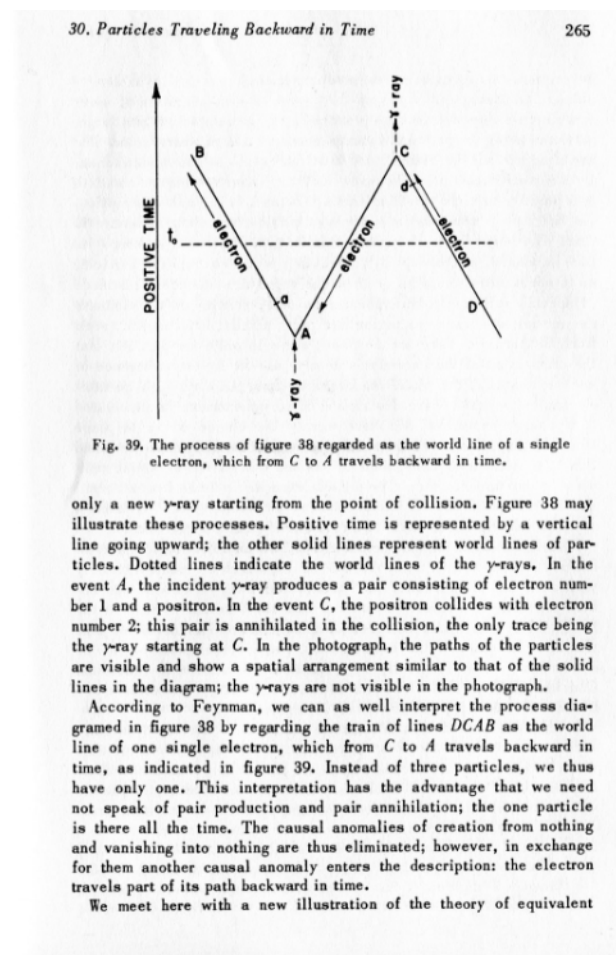 30. Particles Traveling Backward in Time 265
γ-ray
B
C
d
electron
electron
electron
POSITIVE TIME
t₀
a
D
A
γ-ray
Fig. 39. The process of figure 38 regarded as the world line of a single
electron, which from C to A travels backward in time.
only a new γ-ray starting from the point of collision. Figure 38 may
illustrate these processes. Positive time is represented by a vertical
line going upward; the other solid lines represent world lines of par-
ticles. Dotted lines indicate the world lines of the γ-rays. In the
event A, the incident γ-ray produces a pair consisting of electron num-
ber 1 and a positron. In the event C, the positron collides with electron
number 2; this pair is annihilated in the collision, the only trace being
the γ-ray starting at C. In the photograph, the paths of the particles
are visible and show a spatial arrangement similar to that of the solid
lines in the diagram; the γ-rays are not visible in the photograph.
According to Feynman, we can as well interpret the process dia-
gramed in figure 38 by regarding the train of lines DCAB as the world
line of one single electron, which from C to A travels backward in
time, as indicated in figure 39. Instead of three particles, we thus
have only one. This interpretation has the advantage that we need
not speak of pair production and pair annihilation; the one particle
is there all the time. The causal anomalies of creation from nothing
and vanishing into nothing are thus eliminated; however, in exchange
for them another causal anomaly enters the description: the electron
travels part of its path backward in time.
We meet here with a new illustration of the theory of equivalent